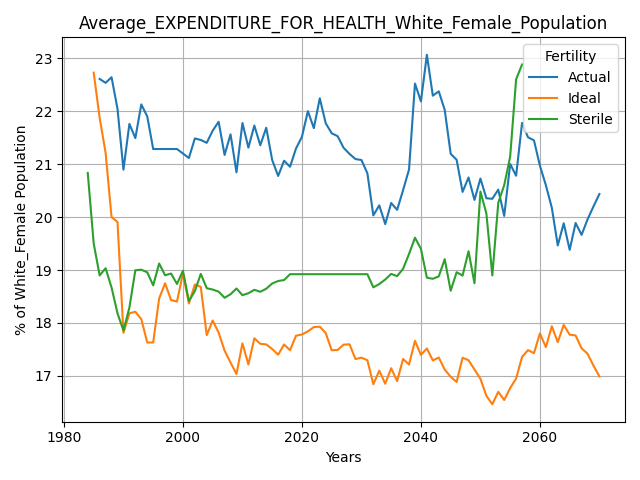 Average_EXPENDITURE_FOR_HEALTH_White_Female_Population
% of White_Female Population
23
22
21
20
19
18
17
Fertility
Actual
Ideal
Sterile
1980
2000
2020
2040
2060
Years